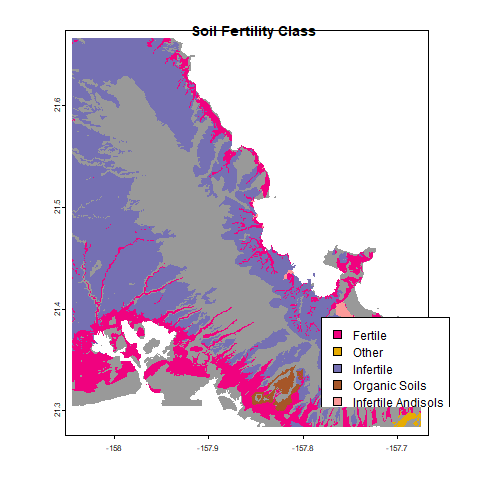 Soil Fertility Class
21.6
21.5
21.4
21.3
Fertile
Other
Infertile
Organic Soils
Infertile Andisols
-158
-157.9
-157.8
-157.7